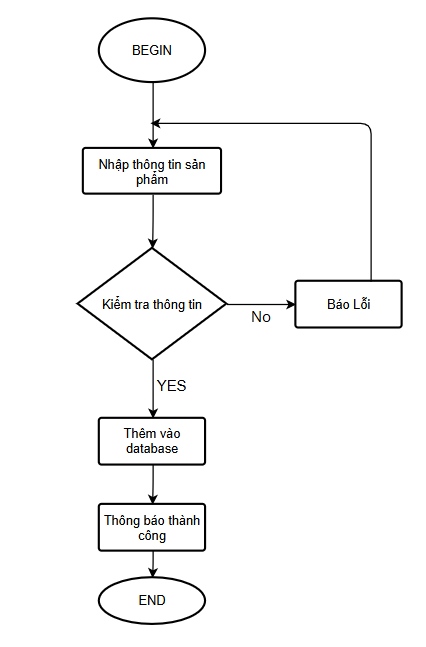 BEGIN
Nhập thông tin sản
phẩm
Kiểm tra thông tin
No
Báo Lỗi
YES
Thêm vào
database
Thông báo thành
công
END